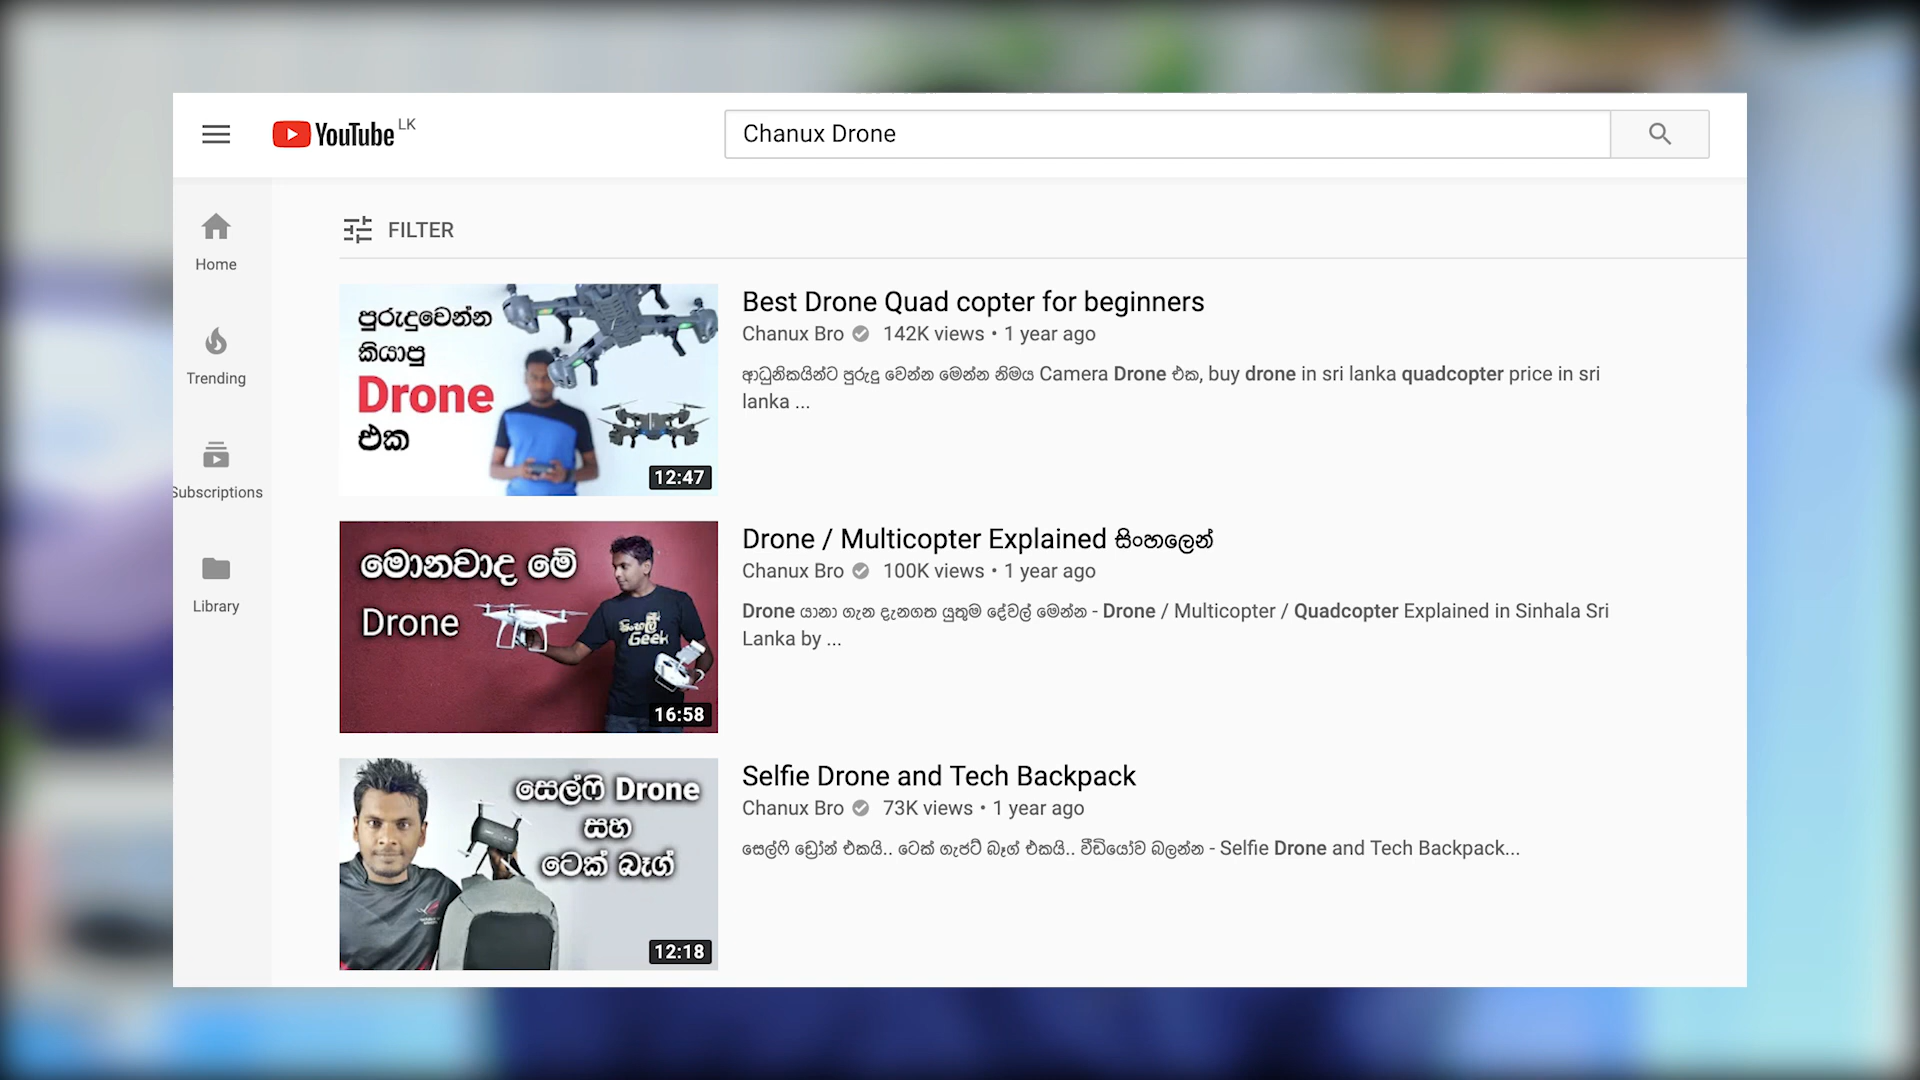 YouTube LK
Chanux Drone
Home
Trending
Subscriptions
Library
FILTER
පුරුදුවෙන්න
කියාපු
Drone
එක
12:47
Best Drone Quad copter for beginners
Chanux Bro 142K views • 1 year ago
ආධුනිකයින්ට පුරුදු වෙන්න මෙන්න නියම Camera Drone එක, buy drone in sri lanka quadcopter price in sri
lanka ...
මොනවාද මේ
Drone
සිංහල
Geek
16:58
Drone / Multicopter Explained සිංහලෙන්
Chanux Bro 100K views • 1 year ago
Drone යානා ගැන දැනගත යුතුම දේවල් මෙන්න - Drone / Multicopter / Quadcopter Explained in Sinhala Sri
Lanka by ...
සෙල්ෆි Drone
සහ
ටෙක් බෑග්
12:18
Selfie Drone and Tech Backpack
Chanux Bro 73K views • 1 year ago
සෙල්ෆි ඩ්‍රෝන් එකයි.. ටෙක් ගැජට් බෑග් එකයි.. වීඩියෝව බලන්න - Selfie Drone and Tech Backpack...